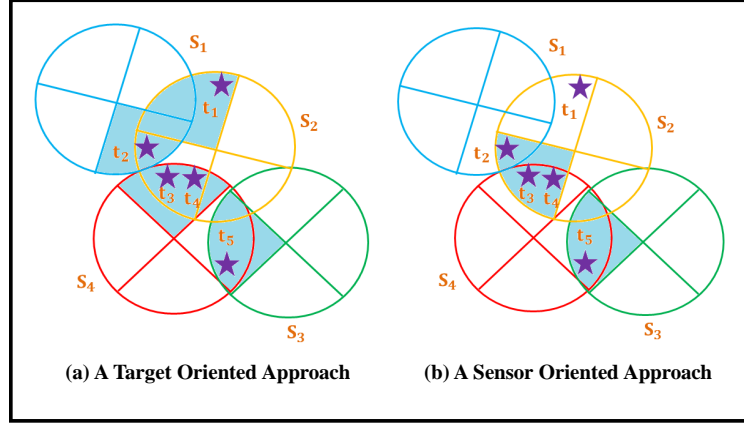 S₁
t₁
S₂
t₂
t₃ t₄
t₅
S₄
S₃
(a) A Target Oriented Approach
S₁
t₁
S₂
t₂
t₃ t₄
t₅
S₄
S₃
(b) A Sensor Oriented Approach